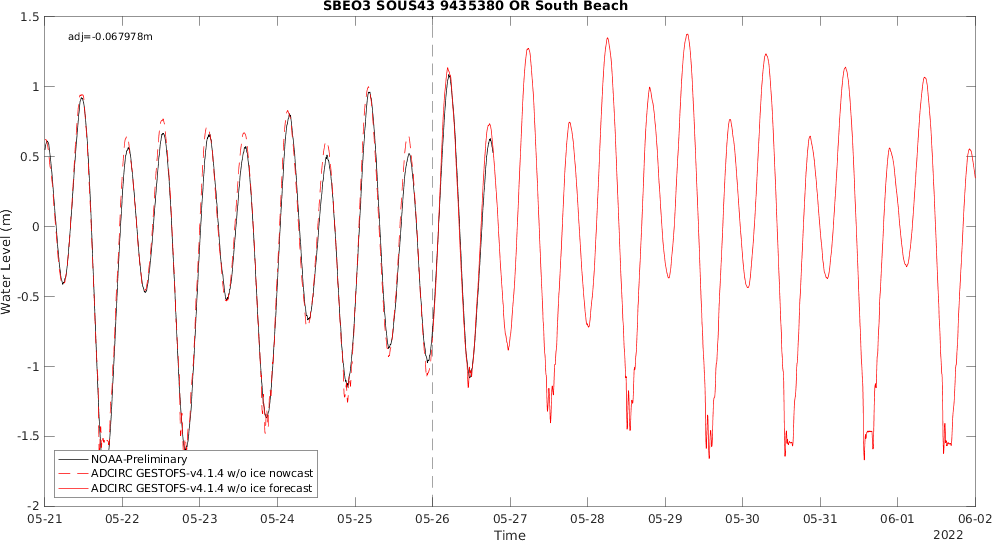 SBEO3 SOUS43 9435380 OR South Beach
adj=-0.067978m
Water Level (m)
1.5
1
0.5
0
-0.5
-1
-1.5
-2
NOAA-Preliminary
ADCIRC GESTOFS-v4.1.4 w/o ice nowcast
ADCIRC GESTOFS-v4.1.4 w/o ice forecast
05-21 05-22 05-23 05-24 05-25 05-26 05-27 05-28 05-29 05-30 05-31 06-01 06-02
Time
2022